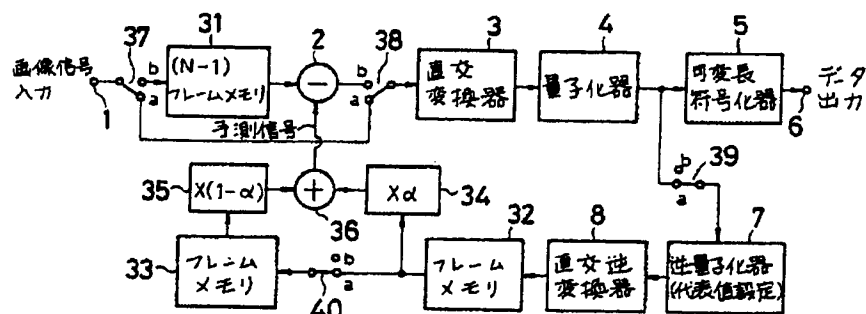 画像信号
入力
1
37
b
a
31
(N-1)
フレームメモリ
2
−
予測信号
b
a
38
3
直交
変換器
4
量子化器
5
可変長
符号化器
データ
出力
6
b
a
39
35
×(1-α)
+
36
×α
34
33
フレーム
メモリ
b
a
40
32
フレーム
メモリ
8
直交逆
変換器
7
逆量子化器
(代表値設定)